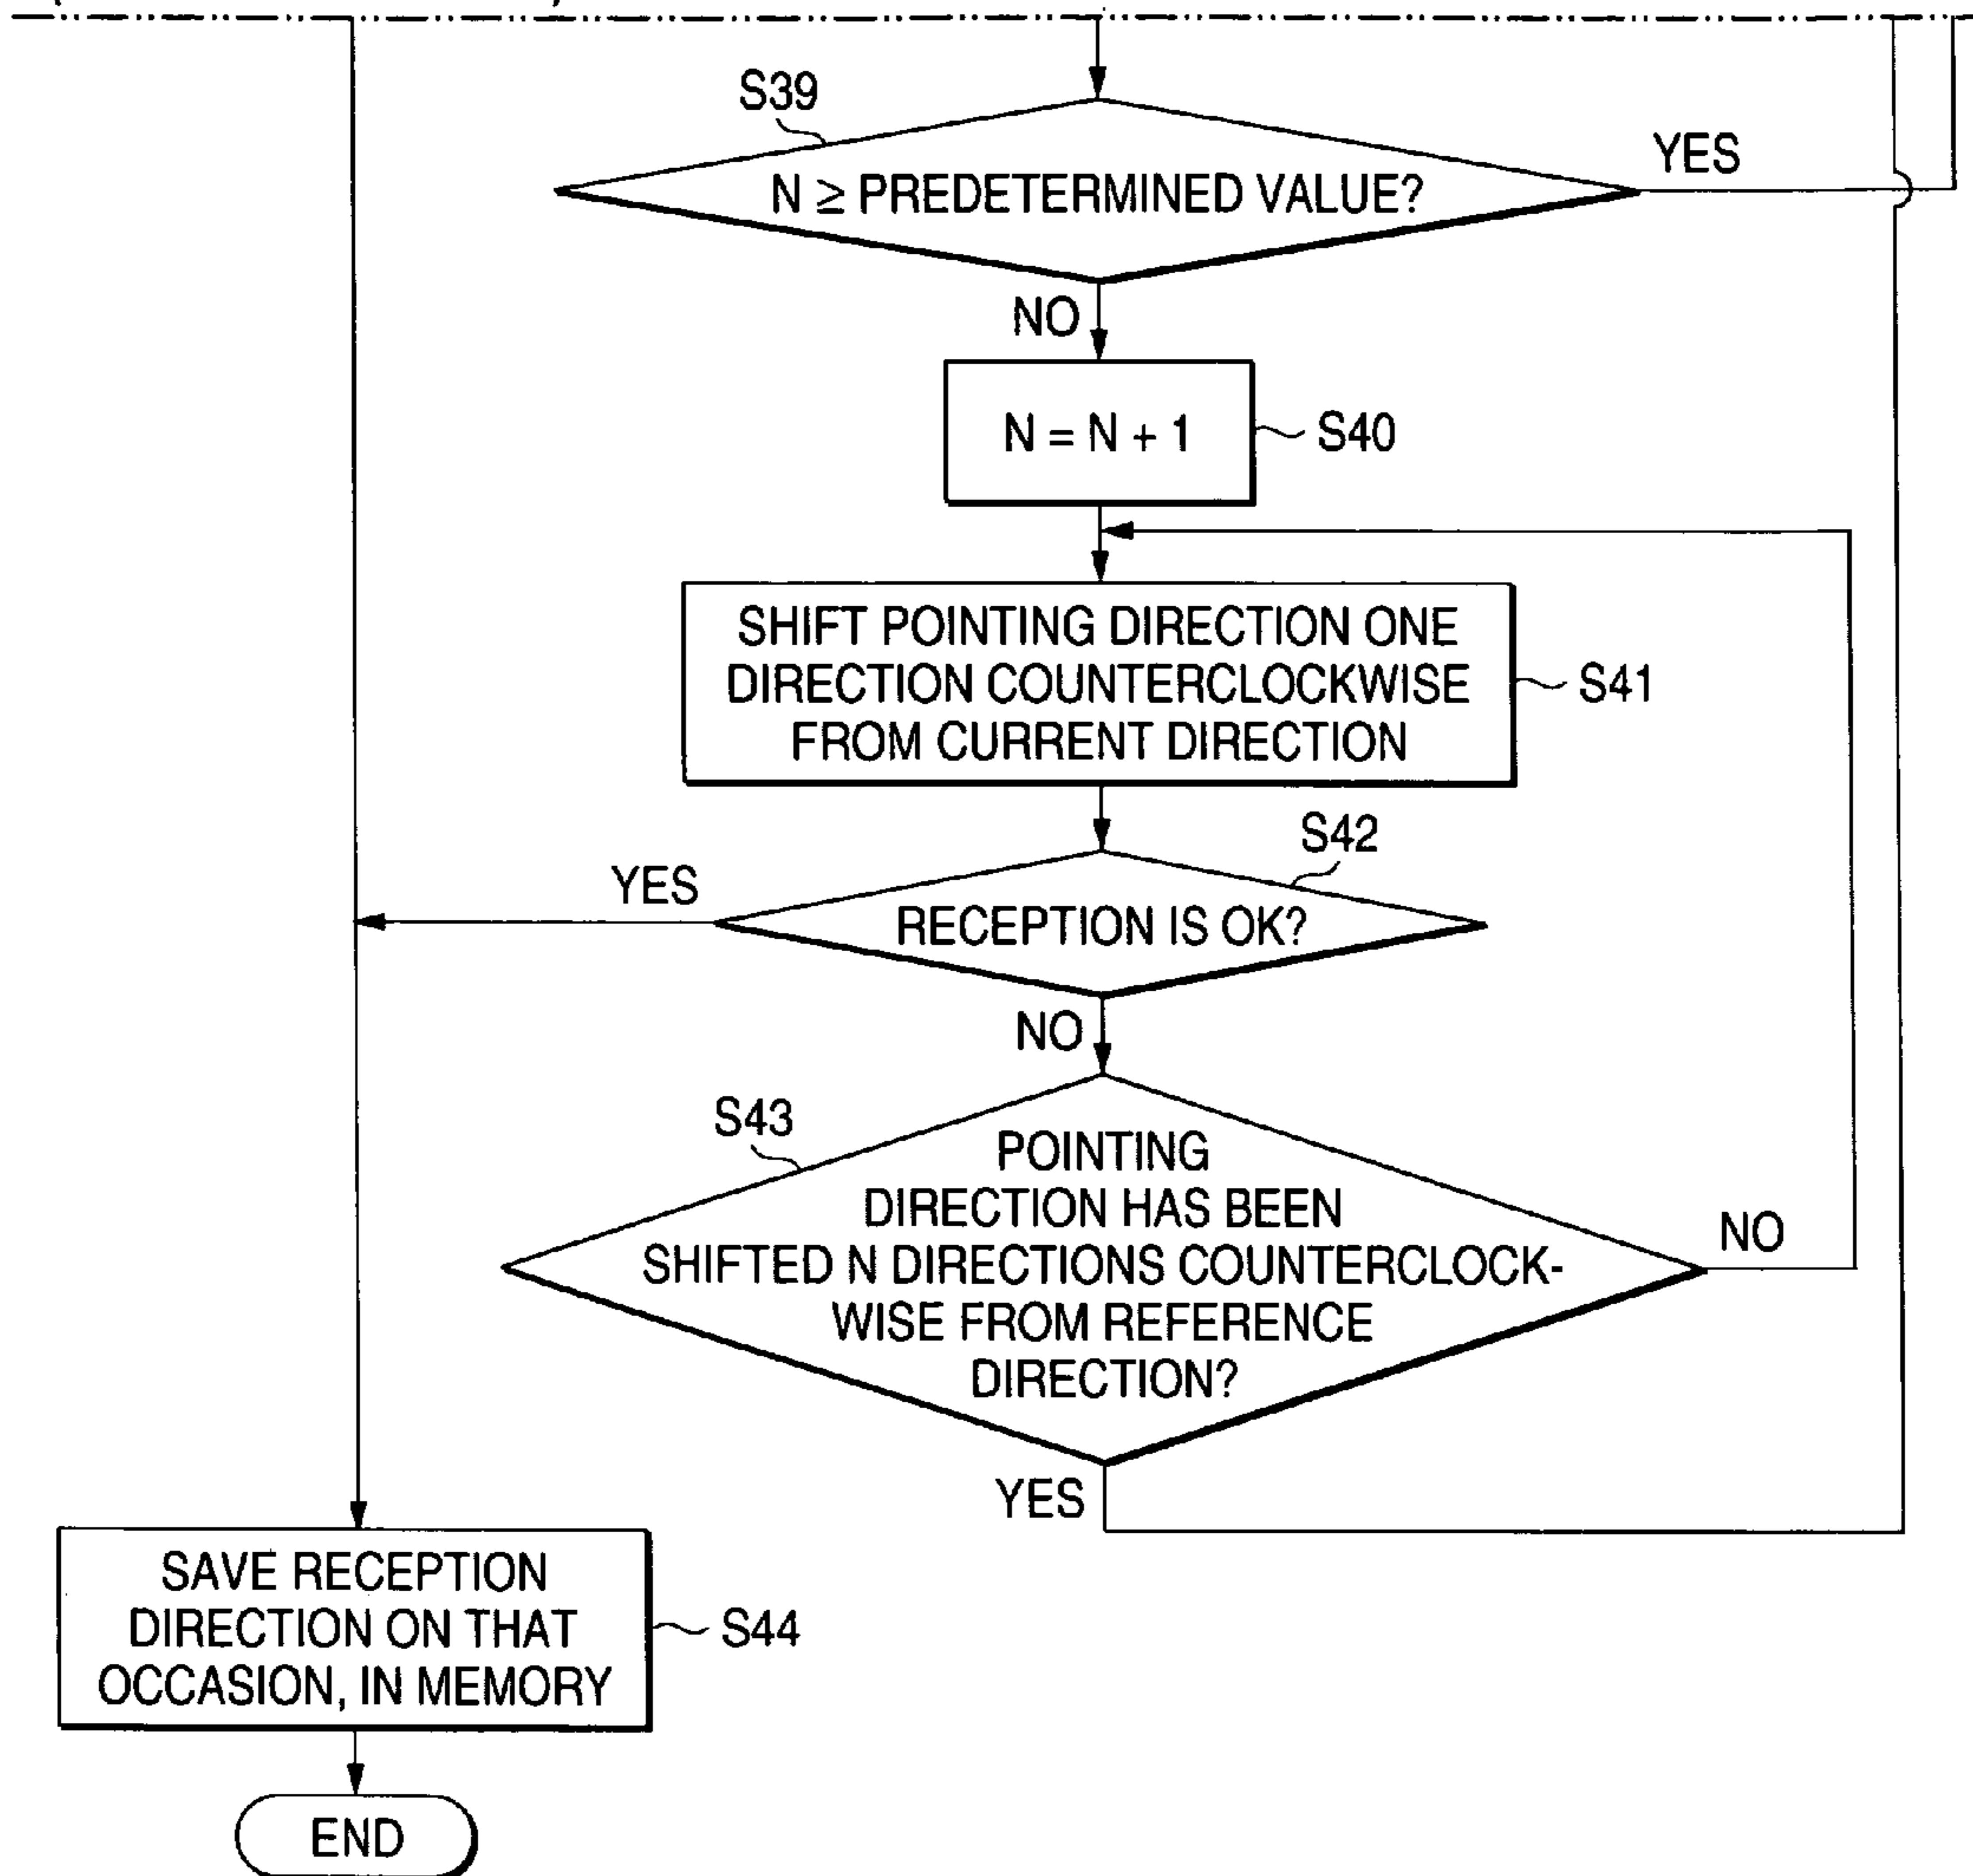 S39
YES
N ≥ PREDETERMINED VALUE?
NO
N = N + 1
S40
SHIFT POINTING DIRECTION ONE
DIRECTION COUNTERCLOCKWISE
FROM CURRENT DIRECTION
S41
S42
YES
RECEPTION IS OK?
NO
S43
POINTING
DIRECTION HAS BEEN
SHIFTED N DIRECTIONS COUNTERCLOCK-
WISE FROM REFERENCE
DIRECTION?
NO
YES
SAVE RECEPTION
DIRECTION ON THAT
OCCASION, IN MEMORY
S44
END